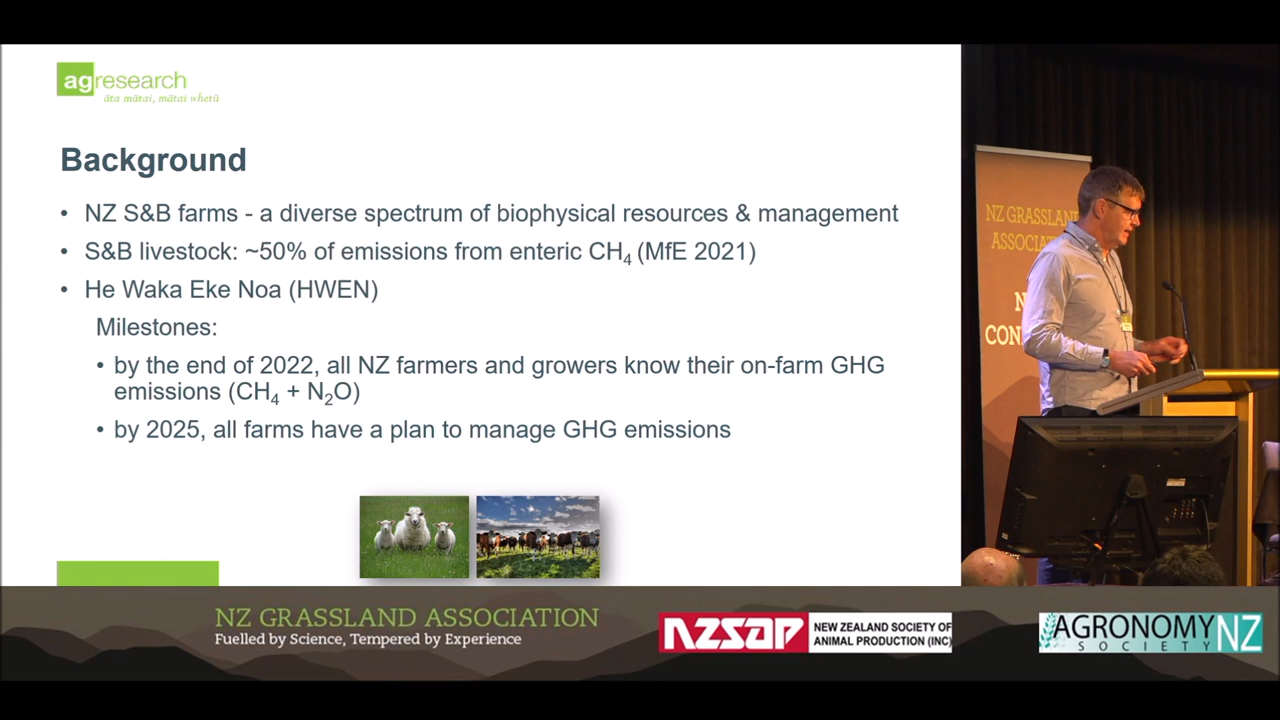 agresearch
āta mātai, mātai whetū
Background
• NZ S&B farms - a diverse spectrum of biophysical resources & management
• S&B livestock: ~50% of emissions from enteric CH₄ (MfE 2021)
• He Waka Eke Noa (HWEN)
Milestones:
• by the end of 2022, all NZ farmers and growers know their on-farm GHG
emissions (CH₄ + N₂O)
• by 2025, all farms have a plan to manage GHG emissions
NZ GRASSLAND
ASSOCIATI
N
CON
NZ GRASSLAND ASSOCIATION
Fuelled by Science, Tempered by Experience
NZSAP
NEW ZEALAND SOCIETY OF
ANIMAL PRODUCTION (INC)
AGRONOMY NZ
SOCIETY